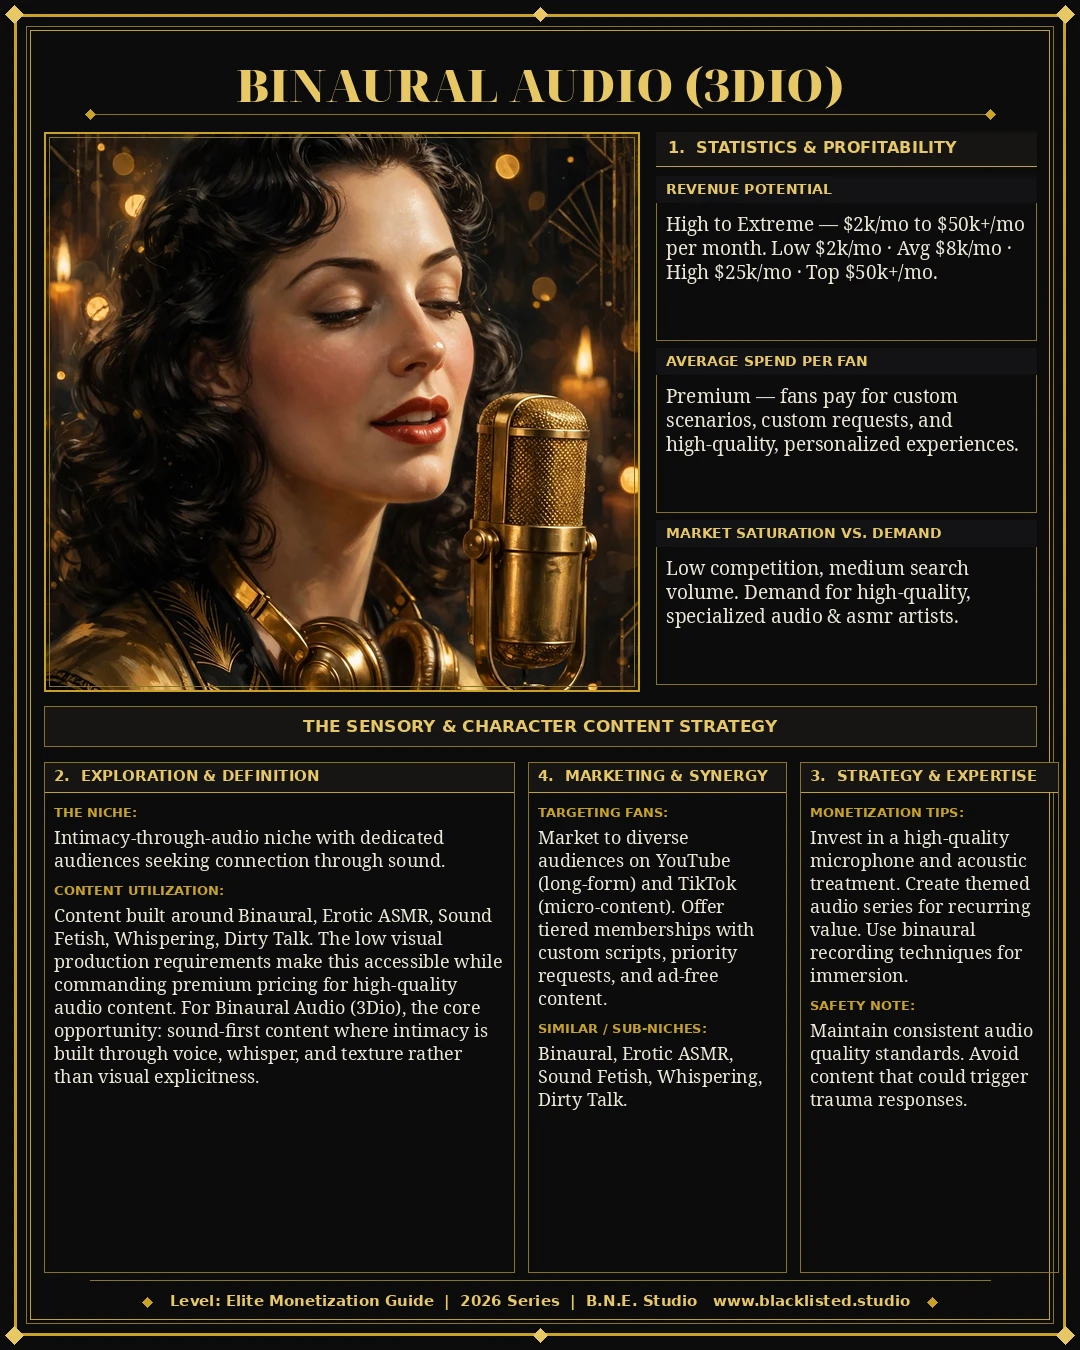 BINAURAL AUDIO (3DIO)
1. STATISTICS & PROFITABILITY
REVENUE POTENTIAL
High to Extreme — $2k/mo to $50k+/mo
per month. Low $2k/mo · Avg $8k/mo ·
High $25k/mo · Top $50k+/mo.
AVERAGE SPEND PER FAN
Premium — fans pay for custom
scenarios, custom requests, and
high-quality, personalized experiences.
MARKET SATURATION VS. DEMAND
Low competition, medium search
volume. Demand for high-quality,
specialized audio & asmr artists.
THE SENSORY & CHARACTER CONTENT STRATEGY
2. EXPLORATION & DEFINITION
THE NICHE:
Intimacy-through-audio niche with dedicated
audiences seeking connection through sound.
CONTENT UTILIZATION:
Content built around Binaural, Erotic ASMR, Sound
Fetish, Whispering, Dirty Talk. The low visual
production requirements make this accessible while
commanding premium pricing for high-quality
audio content. For Binaural Audio (3Dio), the core
opportunity: sound-first content where intimacy is
built through voice, whisper, and texture rather
than visual explicitness.
4. MARKETING & SYNERGY
TARGETING FANS:
Market to diverse
audiences on YouTube
(long-form) and TikTok
(micro-content). Offer
tiered memberships with
custom scripts, priority
requests, and ad-free
content.
SIMILAR / SUB-NICHES:
Binaural, Erotic ASMR,
Sound Fetish, Whispering,
Dirty Talk.
3. STRATEGY & EXPERTISE
MONETIZATION TIPS:
Invest in a high-quality
microphone and acoustic
treatment. Create themed
audio series for recurring
value. Use binaural
recording techniques for
immersion.
SAFETY NOTE:
Maintain consistent audio
quality standards. Avoid
content that could trigger
trauma responses.
Level: Elite Monetization Guide | 2026 Series | B.N.E. Studio www.blacklisted.studio